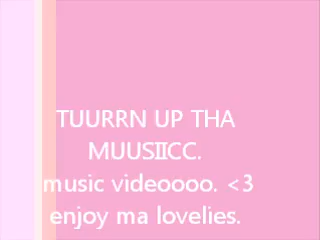 TUURRN UP THA
MUUSIICC.
music videoooo. <3
enjoy ma lovelies.